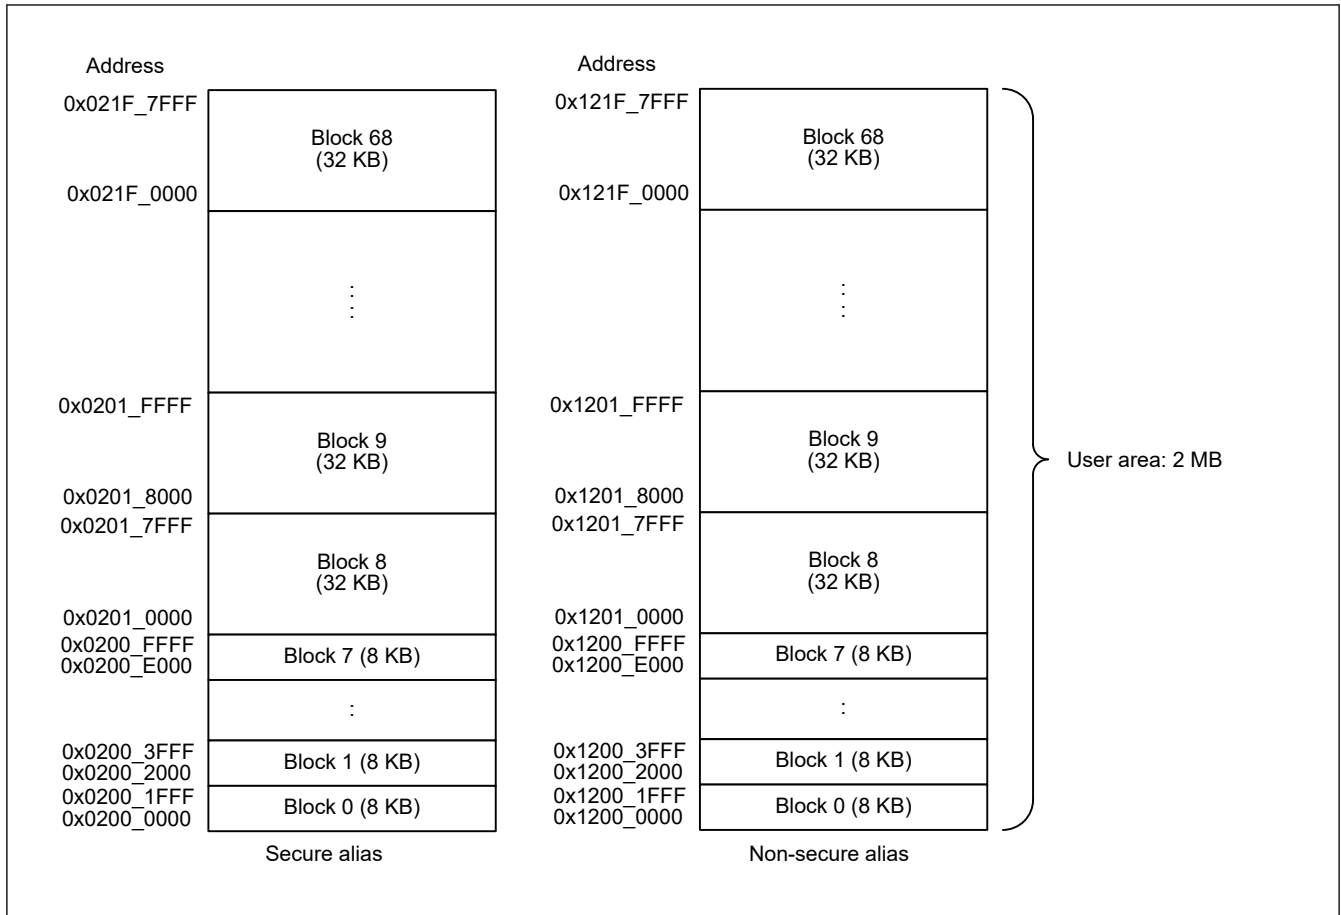 Address
0x021F_7FFF
Block 68
(32 KB)
0x021F_0000
:
:
0x0201_FFFF
Block 9
(32 KB)
0x0201_8000
0x0201_7FFF
Block 8
(32 KB)
0x0201_0000
0x0200_FFFF
Block 7 (8 KB)
0x0200_E000
:
0x0200_3FFF
Block 1 (8 KB)
0x0200_2000
0x0200_1FFF
Block 0 (8 KB)
0x0200_0000
Secure alias
Address
0x121F_7FFF
Block 68
(32 KB)
0x121F_0000
:
:
0x1201_FFFF
Block 9
(32 KB)
0x1201_8000
0x1201_7FFF
Block 8
(32 KB)
0x1201_0000
0x1200_FFFF
Block 7 (8 KB)
0x1200_E000
:
0x1200_3FFF
Block 1 (8 KB)
0x1200_2000
0x1200_1FFF
Block 0 (8 KB)
0x1200_0000
Non-secure alias
User area: 2 MB